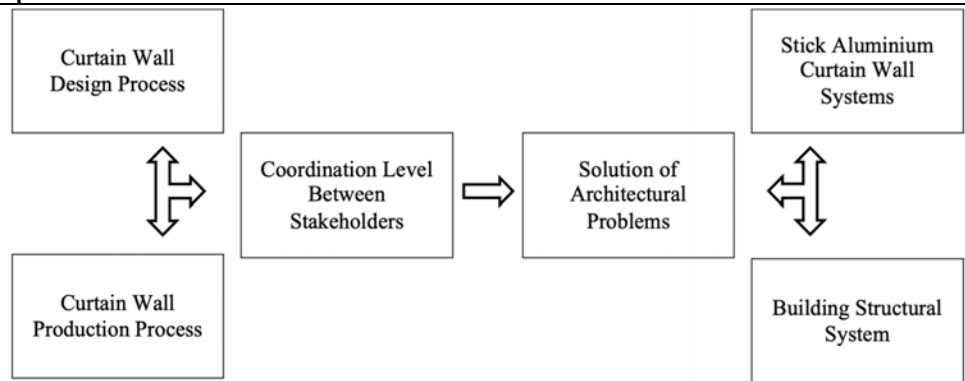 Curtain Wall
Design Process
Stick Aluminium
Curtain Wall
Systems
Coordination Level
Between
Stakeholders
Solution of
Architectural
Problems
Curtain Wall
Production Process
Building Structural
System